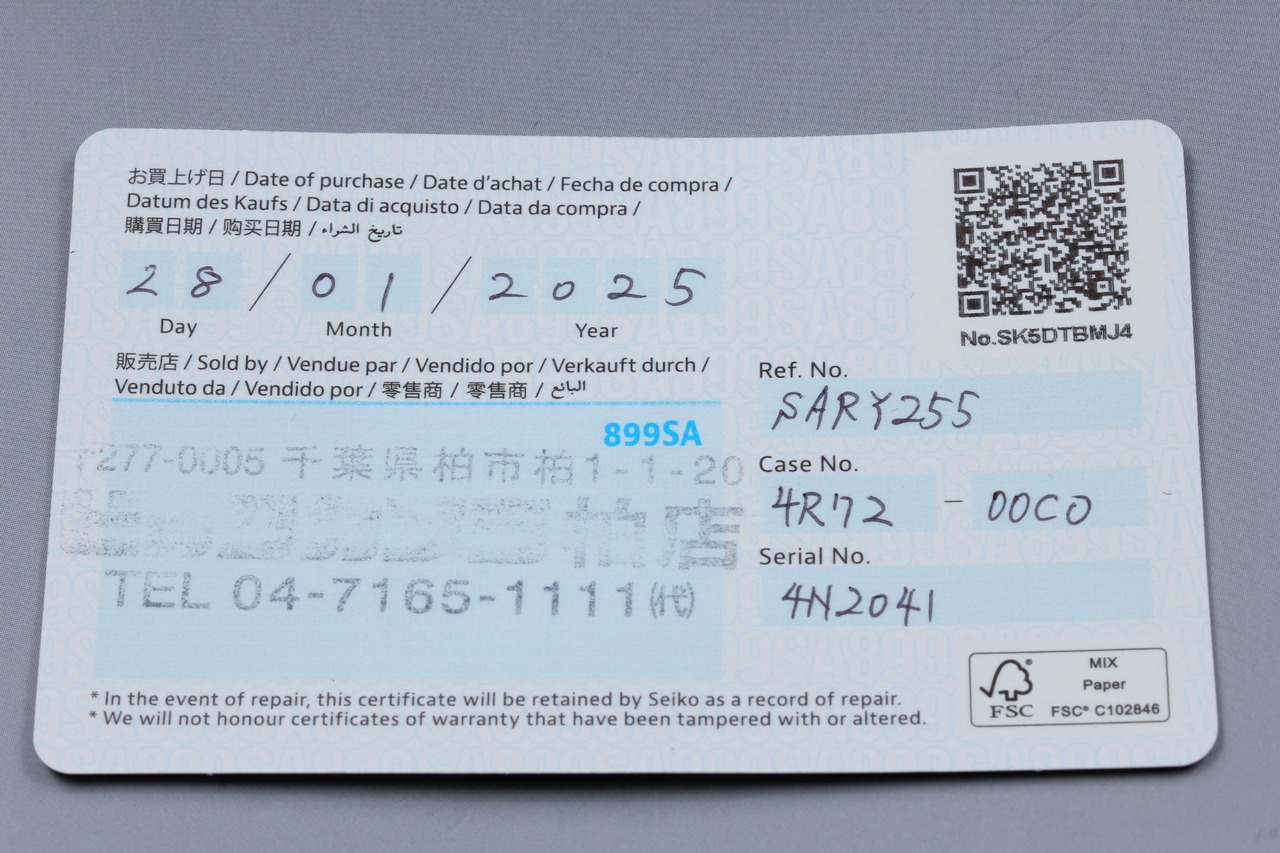 お買上げ日 / Date of purchase / Date d'achat / Fecha de compra /
Datum des Kaufs / Data di acquisto / Data da compra /
購買日期 / 购买日期 / تاريخ الشراء
28 / 01 / 2025
Day Month Year
No.SK5DTBMJ4
販売店 / Sold by / Vendue par / Vendido por / Verkauft durch /
Venduto da / Vendido por / 零售商 / 零售商 / البائع
899SA
〒277-0005 千葉県柏市柏1-1-20
柏店
TEL 04-7165-1111㈹
Ref. No.
SARY255
Case No.
4R72 - 00C0
Serial No.
4N2041
* In the event of repair, this certificate will be retained by Seiko as a record of repair.
* We will not honour certificates of warranty that have been tampered with or altered.
FSC®
MIX
Paper
FSC® C102846